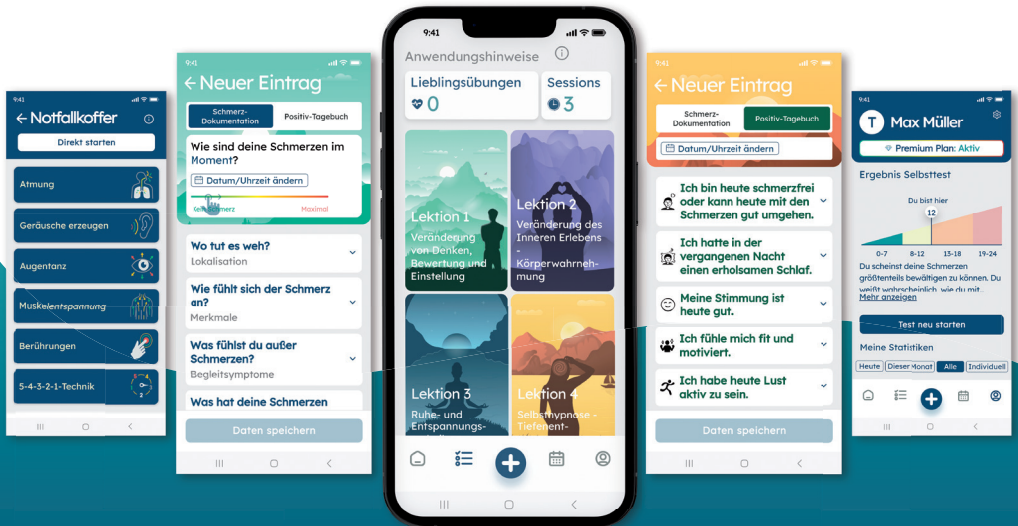 9:41
← Notfallkoffer
Direkt starten
Atmung
Geräusche erzeugen
Augentanz
Muskelentspannung
Berührungen
5-4-3-2-1-Technik
2
9:41
← Neuer Eintrag
Schmerz-
Dokumentation
Positiv-Tagebuch
Wie sind deine Schmerzen im
Moment?
Datum/Uhrzeit ändern
Kein Schmerz
Maximal
Wo tut es weh?
Lokalisation
Wie fühlt sich der Schmerz
an?
Merkmale
Was fühlst du außer
Schmerzen?
Begleitsymptome
Was hat deine Schmerzen
Daten speichern
9:41
Anwendungshinweise
Lieblingsübungen
0
Sessions
3
Lektion 1
Veränderung
von Denken,
Bewertung und
Einstellung
Lektion 2
Veränderung des
Inneren Erlebens
-
Körperwahrneh-
mung
Lektion 3
Ruhe- und
Entspannungs-
Lektion 4
Selbsthypnose -
Tiefenent-
9:41
← Neuer Eintrag
Schmerz-
Dokumentation
Positiv-Tagebuch
Datum/Uhrzeit ändern
Ich bin heute schmerzfrei
oder kann heute mit den
Schmerzen gut umgehen.
Ich hatte in der
vergangenen Nacht
einen erholsamen Schlaf.
Meine Stimmung ist
heute gut.
Ich fühle mich fit und
motiviert.
Ich habe heute Lust
aktiv zu sein.
Daten speichern
9:41
T Max Müller
Premium Plan: Aktiv
Ergebnis Selbsttest
Du bist hier
12
0-7 8-12 13-18 19-24
Du scheinst deine Schmerzen
größtenteils bewältigen zu können. Du
weißt wahrscheinlich, wie du mit..
Mehr anzeigen
Test neu starten
Meine Statistiken
Heute Dieser Monat Alle Individuell